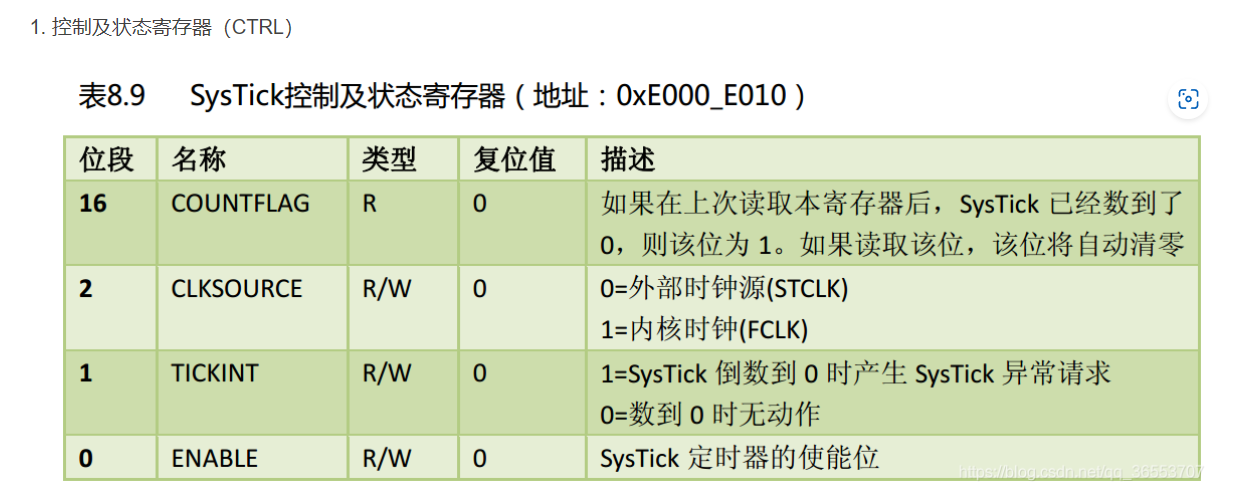 1. 控制及状态寄存器（CTRL）
表8.9 SysTick控制及状态寄存器（地址：0xE000_E010）
位段 名称 类型 复位值 描述
16 COUNTFLAG R 0 如果在上次读取本寄存器后，SysTick 已经数到了
0，则该位为 1。如果读取该位，该位将自动清零
2 CLKSOURCE R/W 0 0=外部时钟源(STCLK)
1=内核时钟(FCLK)
1 TICKINT R/W 0 1=SysTick 倒数到 0 时产生 SysTick 异常请求
0=数到 0 时无动作
0 ENABLE R/W 0 SysTick 定时器的使能位
https://blog.csdn.net/qq_36553707